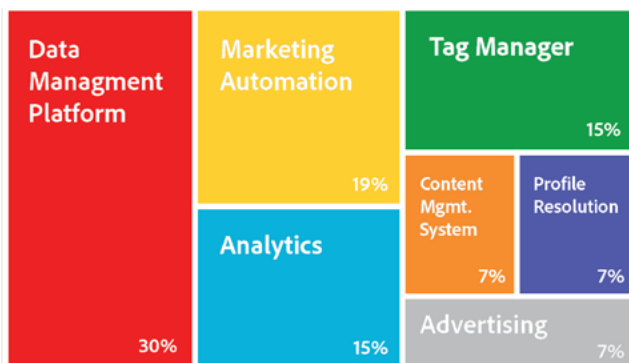 Data
Managment
Platform
30%
Marketing
Automation
19%
Analytics
15%
Tag Manager
15%
Content
Mgmt.
System
7%
Profile
Resolution
7%
Advertising
7%